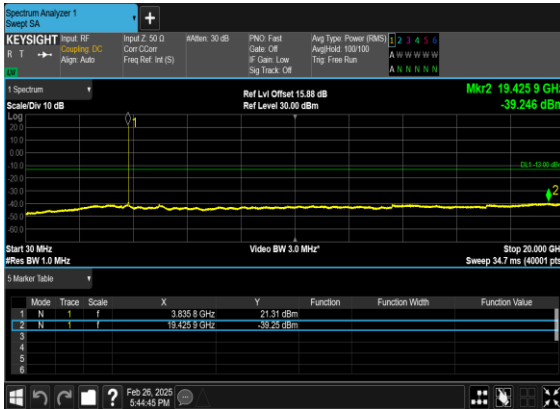 Spectrum Analyzer 1
Swept SA
+
KEYSIGHT
R T
LXI
Input: RF
Coupling: DC
Align: Auto
Input Z: 50 Ω
Corr CCorr
Freq Ref: Int (S)
#Atten: 30 dB
PNO: Fast
Gate: Off
IF Gain: Low
Sig Track: Off
Avg Type: Power (RMS)
Avg|Hold: 100/100
Trig: Free Run
1 2 3 4 5 6
A W W W W W
A N N N N N
1 Spectrum
Scale/Div 10 dB
Log
Ref Lvl Offset 15.88 dB
Ref Level 30.00 dBm
Mkr2 19.425 9 GHz
-39.246 dBm
1
20.0
10.0
0.00
-10.0
DL1 -13.00 dBm
-20.0
-30.0
2
-40.0
-50.0
-60.0
Start 30 MHz
#Res BW 1.0 MHz
Video BW 3.0 MHz*
Stop 20.000 GHz
Sweep 34.7 ms (40001 pts)
5 Marker Table
Mode Trace Scale X Y Function Function Width Function Value
1 N 1 f 3.835 8 GHz 21.31 dBm
2 N 1 f 19.425 9 GHz -39.25 dBm
3
4
5
6
?
Feb 26, 2025
5:44:45 PM